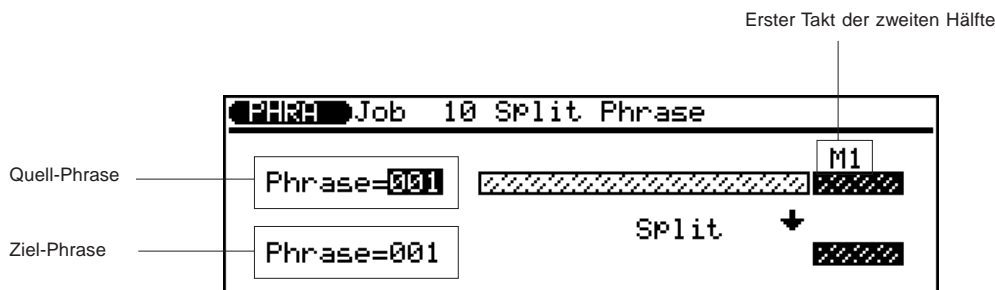 Erster Takt der zweiten Hälfte
PHRA Job 10 Split Phrase
M1
Quell-Phrase
Phrase=001
Split
Ziel-Phrase
Phrase=001